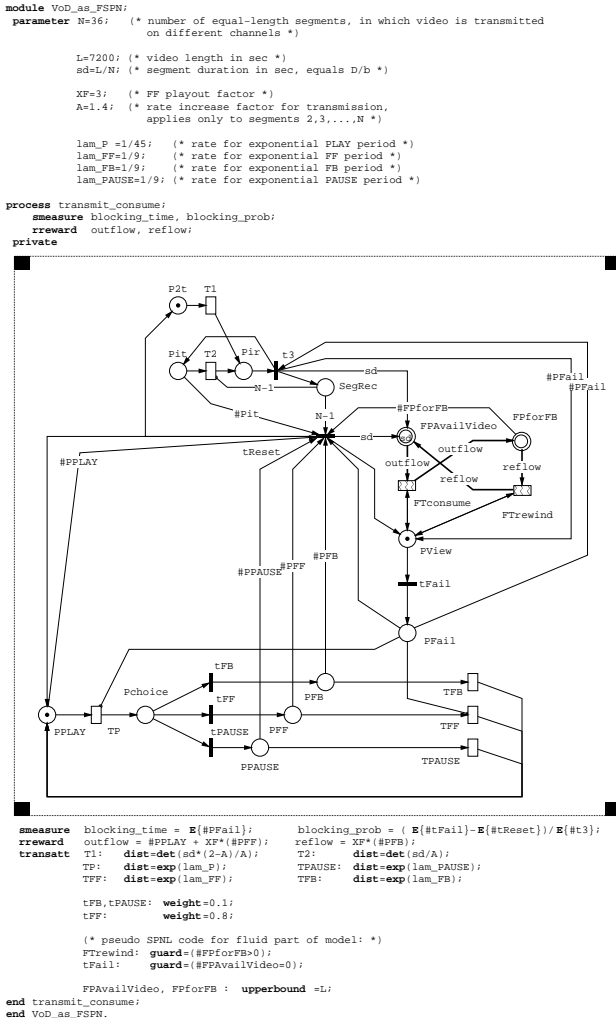 module VoD_as_FSPN;
parameter N=36; (* number of equal-length segments, in which video is transmitted
on different channels *)
L=7200; (* video length in sec *)
sd=L/N; (* segment duration in sec, equals D/b *)
XF=3; (* FF playout factor *)
A=1.4; (* rate increase factor for transmission,
applies only to segments 2,3,...,N *)
lam_P =1/45; (* rate for exponential PLAY period *)
lam_FF=1/9; (* rate for exponential FF period *)
lam_FB=1/9; (* rate for exponential FB period *)
lam_PAUSE=1/9; (* rate for exponential PAUSE period *)
process transmit_consume;
smeasure blocking_time, blocking_prob;
rreward outflow, reflow;
private
P2t T1
Pit T2 Pir t3
sd
#PFail
#PFail
N-1
SegRec
#Pit
N-1
#FPforFB
FPforFB
FPAvailVideo
sd
sd
outflow
tReset
#PPLAY
outflow
reflow
reflow
FTconsume
FTrewind
PView
#PFB
#PFF
#PPAUSE
tFail
PFail
tFB
Pchoice
PFB
TFB
tFF
PPLAY TP
PFF
TFF
tPAUSE
PPAUSE
TPAUSE
smeasure blocking_time = E{#PFail}; blocking_prob = ( E{#tFail}-E{#tReset})/E{#t3};
rreward outflow = #PPLAY + XF*(#PFF); reflow = XF*(#PFB);
transatt T1: dist=det(sd*(2-A)/A); T2: dist=det(sd/A);
TP: dist=exp(lam_P); TPAUSE: dist=exp(lam_PAUSE);
TFF: dist=exp(lam_FF); TFB: dist=exp(lam_FB);
tFB,tPAUSE: weight=0.1;
tFF: weight=0.8;
(* pseudo SPNL code for fluid part of model: *)
FTrewind: guard=(#FPforFB>0);
tFail: guard=(#FPAvailVideo=0);
FPAvailVideo, FPforFB : upperbound =L;
end transmit_consume;
end VoD_as_FSPN.